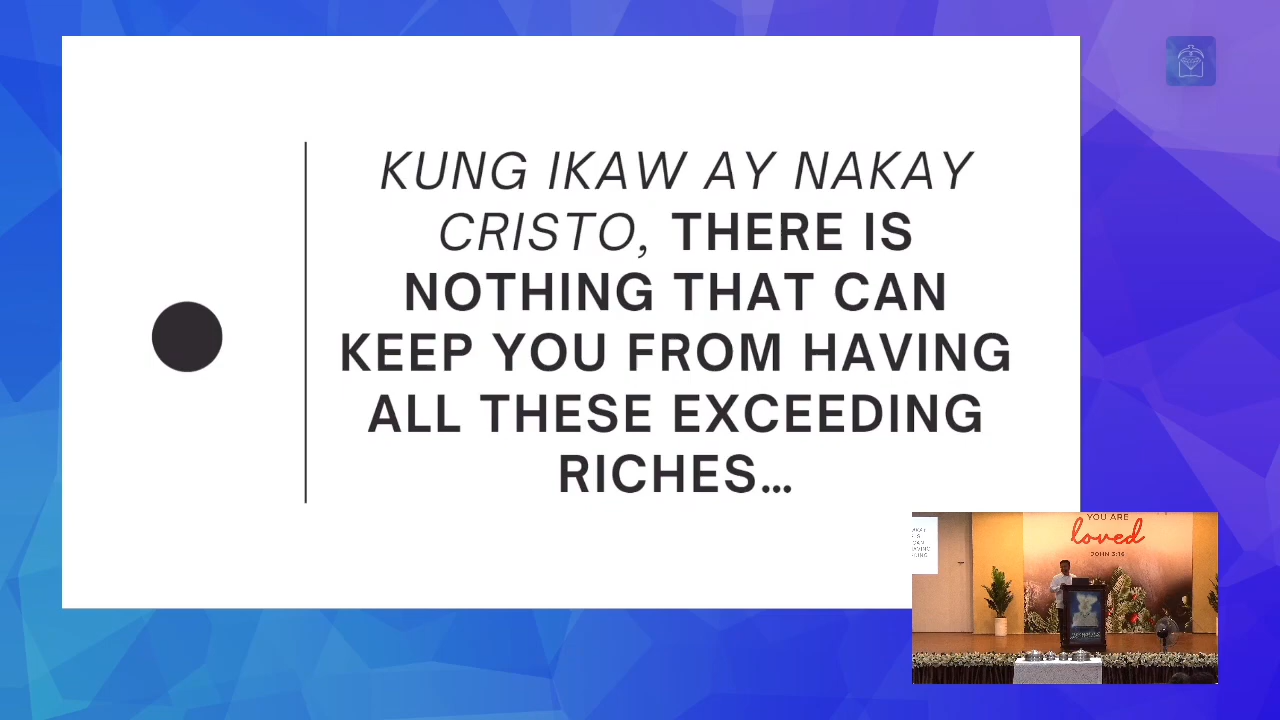 KUNG IKAW AY NAKAY
CRISTO, THERE IS
NOTHING THAT CAN
KEEP YOU FROM HAVING
ALL THESE EXCEEDING
RICHES…
YOU ARE
loved
JOHN 3:16